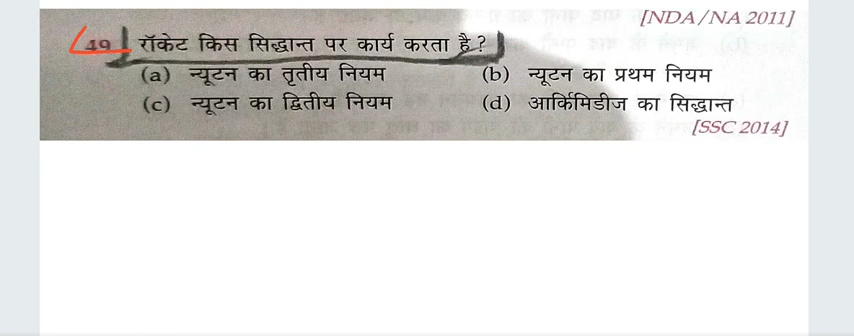 [NDA/NA 2011]
49 रॉकेट किस सिद्धान्त पर कार्य करता है ?
(a) न्यूटन का तृतीय नियम (b) न्यूटन का प्रथम नियम
(c) न्यूटन का द्वितीय नियम (d) आर्किमिडीज का सिद्धान्त
[SSC 2014]